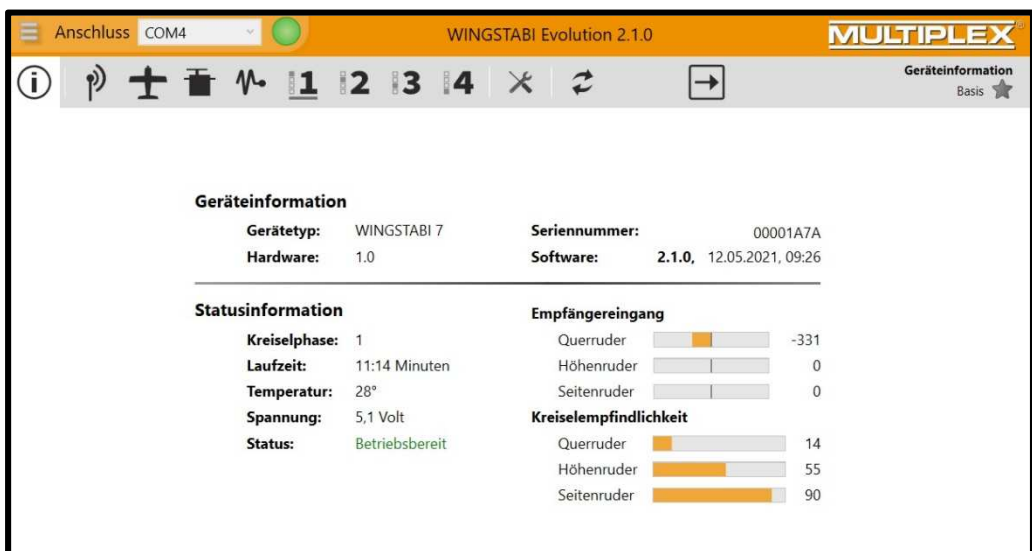 Anschluss COM4 WINGSTABI Evolution 2.1.0 MULTIPLEX®
i 1 2 3 4 Geräteinformation
Basis
Geräteinformation
Gerätetyp: WINGSTABI 7 Seriennummer: 00001A7A
Hardware: 1.0 Software: 2.1.0, 12.05.2021, 09:26
Statusinformation Empfängereingang
Kreiselphase: 1 Querruder -331
Laufzeit: 11:14 Minuten Höhenruder 0
Temperatur: 28° Seitenruder 0
Spannung: 5,1 Volt Kreiselempfindlichkeit
Status: Betriebsbereit Querruder 14
Höhenruder 55
Seitenruder 90